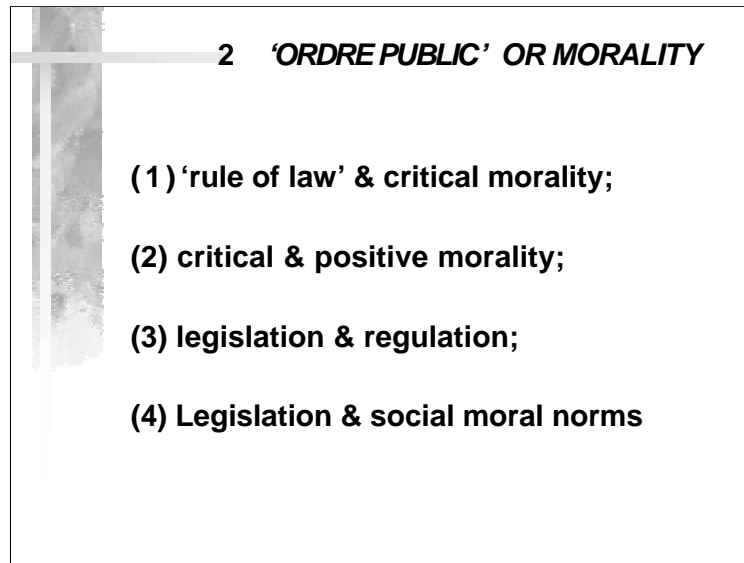 2 ‘ORDRE PUBLIC’ OR MORALITY
(1) ‘rule of law’ & critical morality;
(2) critical & positive morality;
(3) legislation & regulation;
(4) Legislation & social moral norms